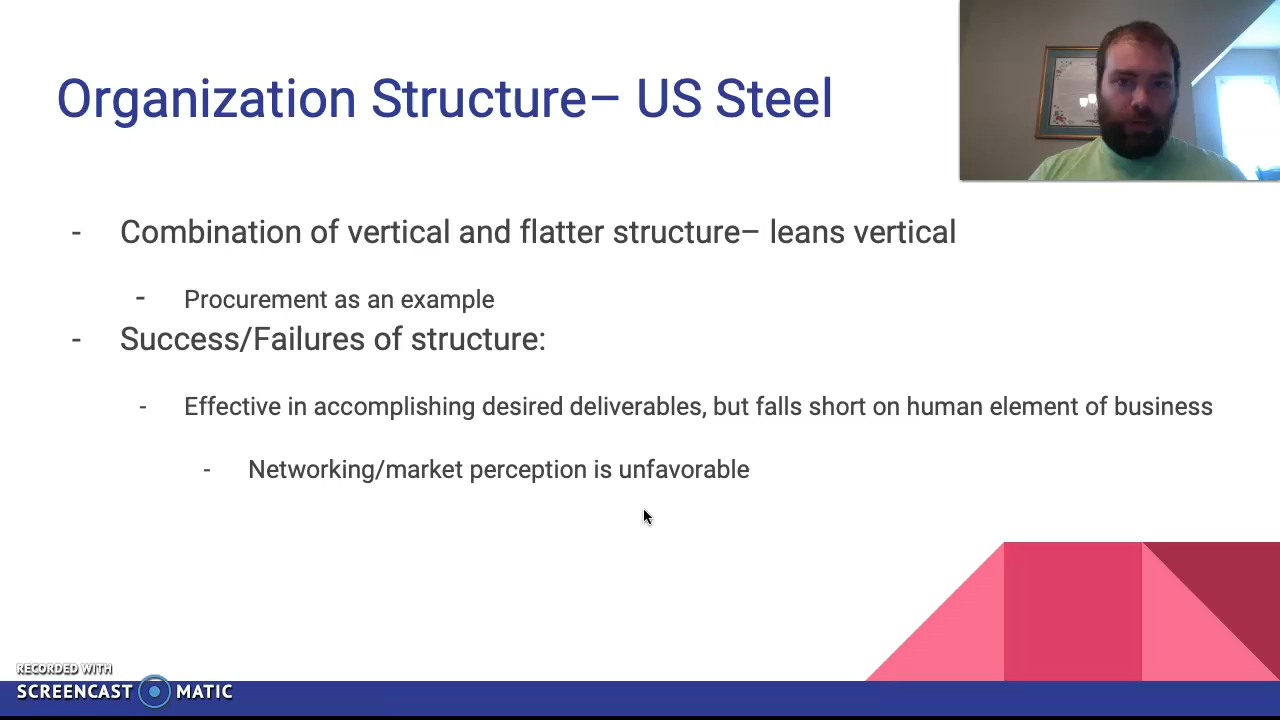 Organization Structure– US Steel
- Combination of vertical and flatter structure– leans vertical
- Procurement as an example
- Success/Failures of structure:
- Effective in accomplishing desired deliverables, but falls short on human element of business
- Networking/market perception is unfavorable
RECORDED WITH
SCREENCAST MATIC